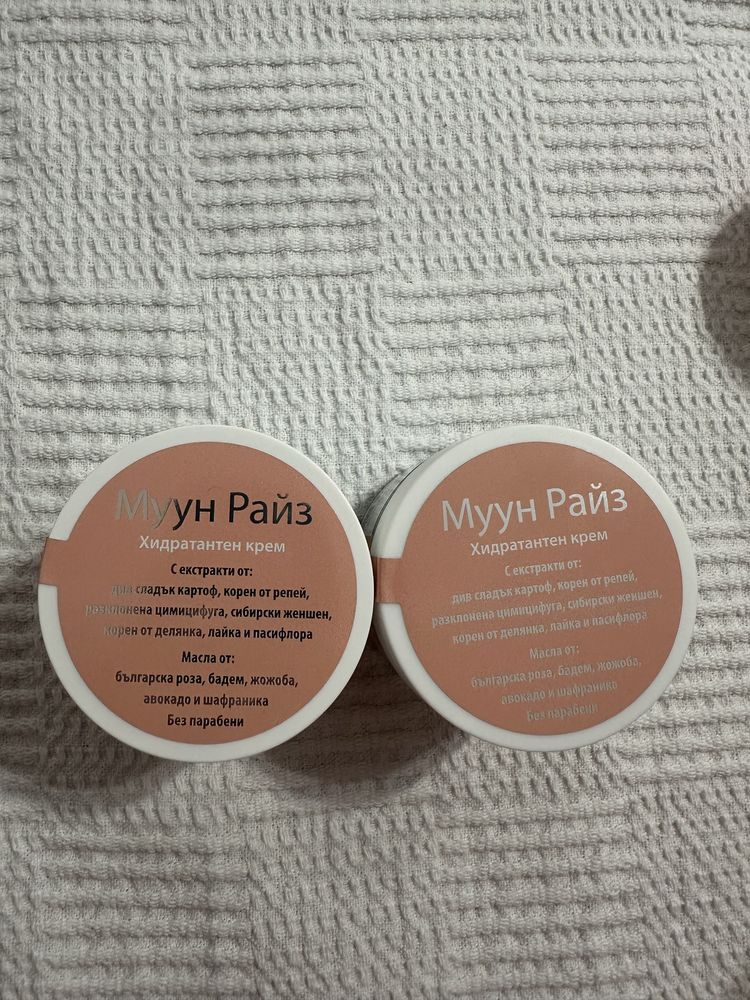 Муун Райз
Хидратантен крем
С екстракти от:
див сладък картоф, корен от репей,
разклонена цимицифуга, сибирски женшен,
корен от делянка, лайка и пасифлора
Масла от:
българска роза, бадем, жожоба,
авокадо и шафраника
Без парабени
Муун Райз
Хидратантен крем
С екстракти от:
див сладък картоф, корен от репей,
разклонена цимицифуга, сибирски женшен,
корен от делянка, лайка и пасифлора
Масла от:
българска роза, бадем, жожоба,
авокадо и шафраника
Без парабени